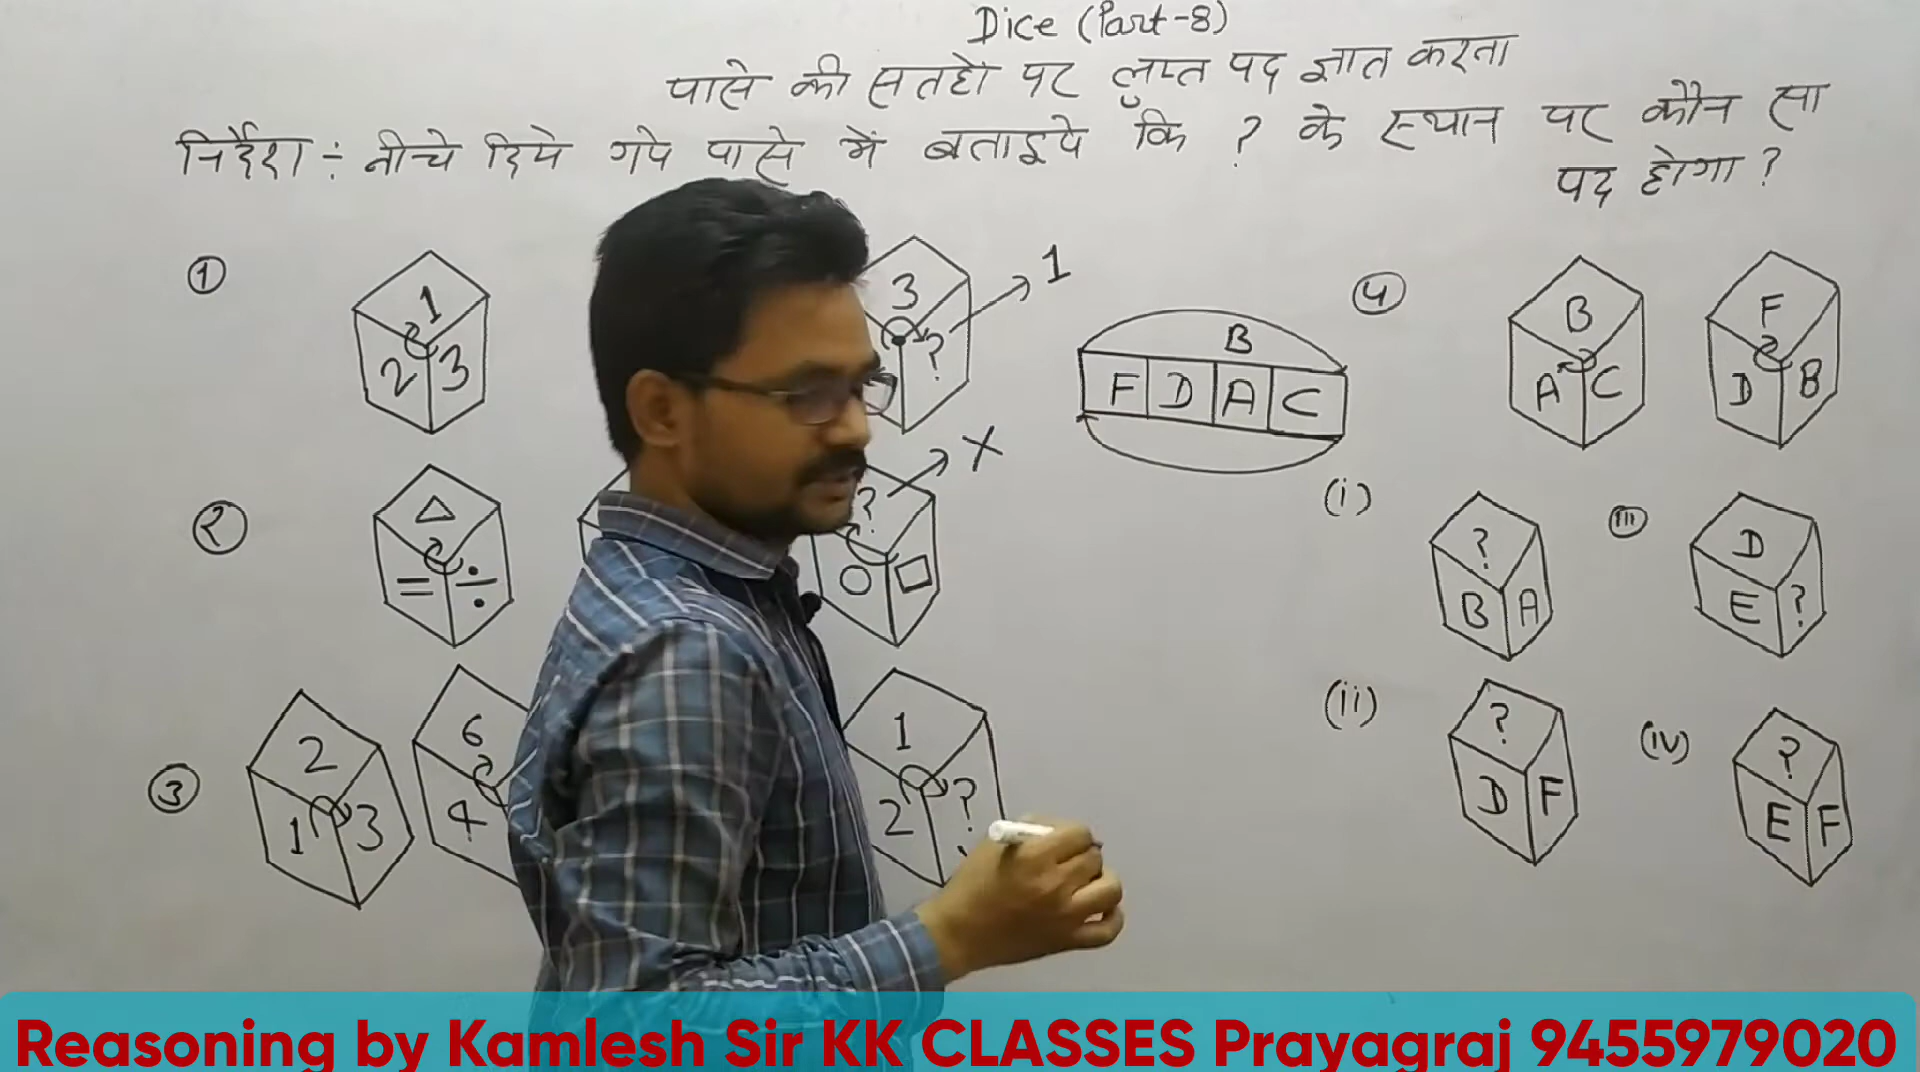 Dice (Part-8)
पासे की सतहों पर लुप्त पद ज्ञात करना
निर्देश :- नीचे दिये गये पासे में बताइये कि ? के स्थान पर कौन सा
पद होगा ?
①
1
2 3
3
?
1
B
F D A C
④
B
A C
F
D B
②
△
= ÷
?
○ □
X
(i)
?
B A
(iii)
D
E ?
③
2
1 3
6
4
1
2 ?
(ii)
?
D F
(iv)
?
E F
Reasoning by Kamlesh Sir KK CLASSES Prayagraj 9455979020